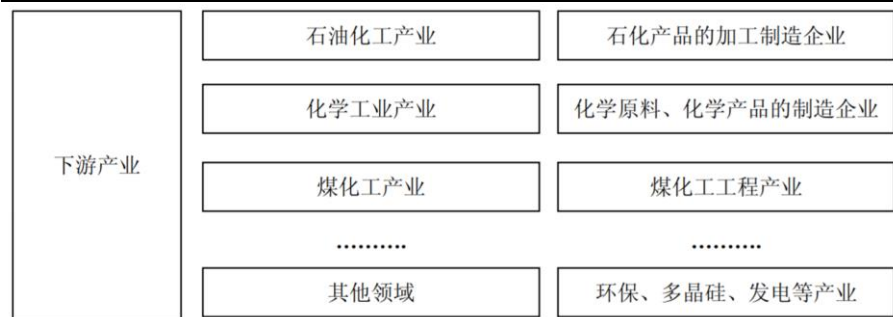 石油化工产业
石化产品的加工制造企业
化学工业产业
化学原料、化学产品的制造企业
下游产业
煤化工产业
煤化工工程产业
..........
..........
其他领域
环保、多晶硅、发电等产业